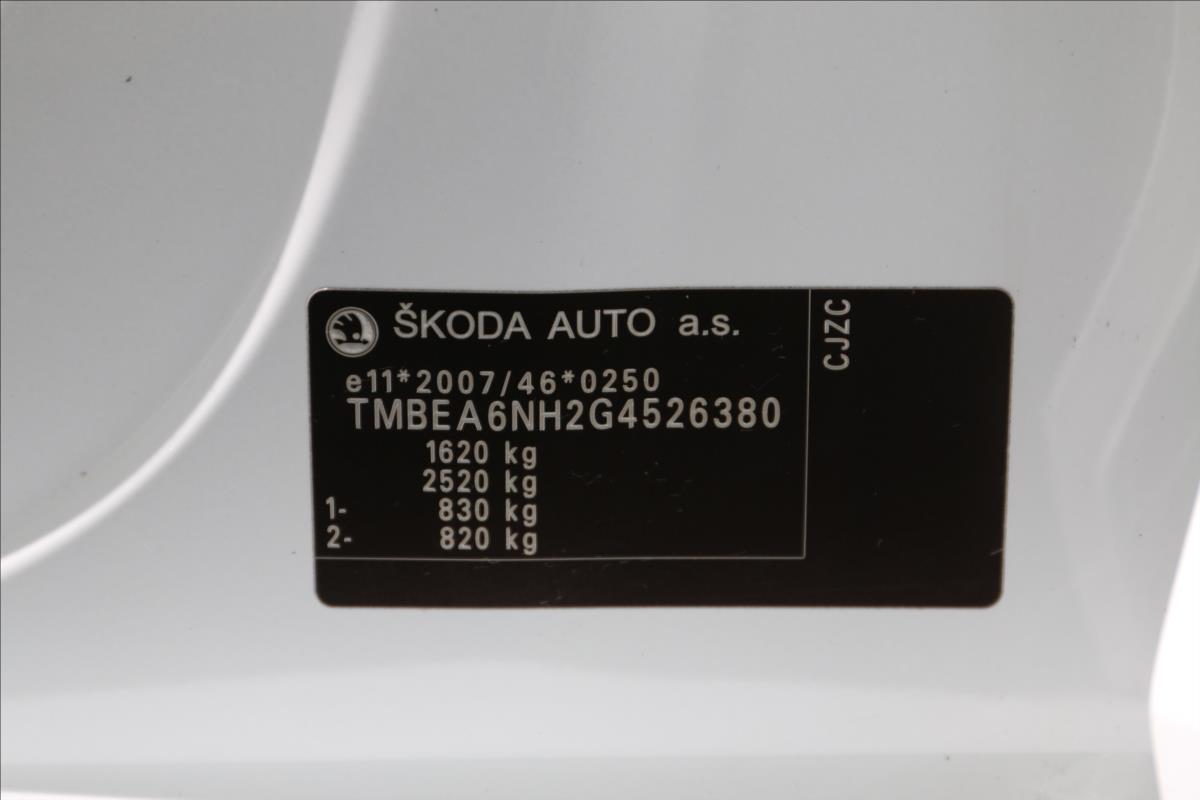 ŠKODA AUTO a.s.
e11*2007/46*0250
TMBEA6NH2G4526380
1620 kg
2520 kg
1- 830 kg
2- 820 kg
CJZC